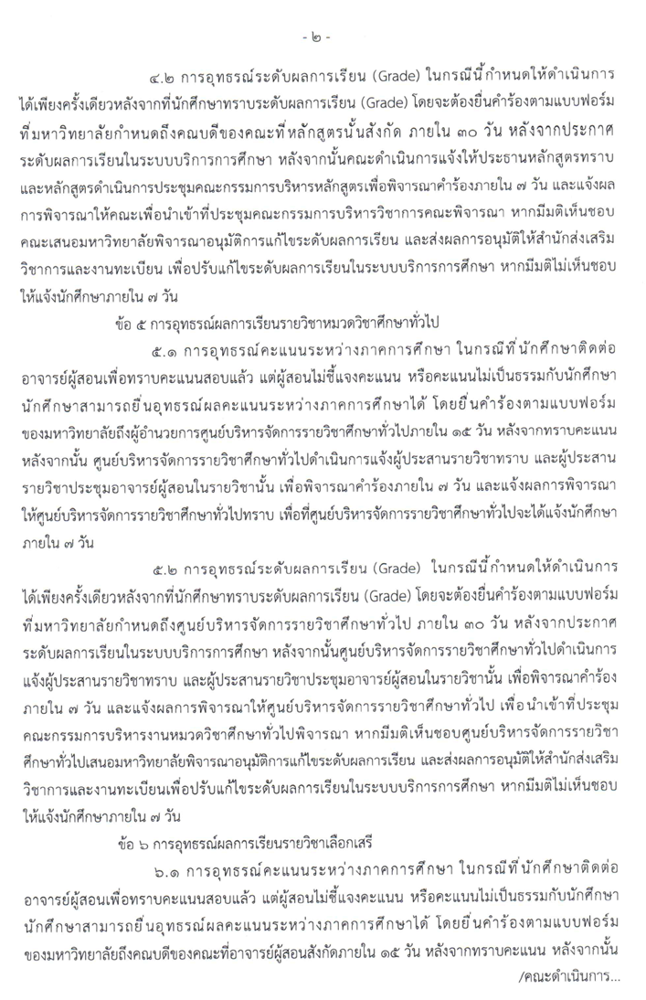 - ๒ -
๔.๒ การอุทธรณ์ระดับผลการเรียน (Grade) ในกรณีนี้กำหนดให้ดำเนินการ
ได้เพียงครั้งเดียวหลังจากที่นักศึกษาทราบระดับผลการเรียน (Grade) โดยจะต้องยื่นคำร้องตามแบบฟอร์ม
ที่มหาวิทยาลัยกำหนดถึงคณบดีของคณะที่หลักสูตรนั้นสังกัด ภายใน ๓๐ วัน หลังจากประกาศ
ระดับผลการเรียนในระบบบริการการศึกษา หลังจากนั้นคณะดำเนินการแจ้งให้ประธานหลักสูตรทราบ
และหลักสูตรดำเนินการประชุมคณะกรรมการบริหารหลักสูตรเพื่อพิจารณาคำร้องภายใน ๗ วัน และแจ้งผล
การพิจารณาให้คณะเพื่อนำเข้าที่ประชุมคณะกรรมการบริหารวิชาการคณะพิจารณา หากมีมติเห็นชอบ
คณะเสนอมหาวิทยาลัยพิจารณาอนุมัติการแก้ไขระดับผลการเรียน และส่งผลการอนุมัติให้สำนักส่งเสริม
วิชาการและงานทะเบียน เพื่อปรับแก้ไขระดับผลการเรียนในระบบบริการการศึกษา หากมีมติไม่เห็นชอบ
ให้แจ้งนักศึกษาภายใน ๗ วัน
ข้อ ๕ การอุทธรณ์ผลการเรียนรายวิชาหมวดวิชาศึกษาทั่วไป
๕.๑ การอุทธรณ์คะแนนระหว่างภาคการศึกษา ในกรณีที่นักศึกษาติดต่อ
อาจารย์ผู้สอนเพื่อทราบคะแนนสอบแล้ว แต่ผู้สอนไม่ชี้แจงคะแนน หรือคะแนนไม่เป็นธรรมกับนักศึกษา
นักศึกษาสามารถยื่นอุทธรณ์ผลคะแนนระหว่างภาคการศึกษาได้ โดยยื่นคำร้องตามแบบฟอร์ม
ของมหาวิทยาลัยถึงผู้อำนวยการศูนย์บริหารจัดการรายวิชาศึกษาทั่วไปภายใน ๑๕ วัน หลังจากทราบคะแนน
หลังจากนั้น ศูนย์บริหารจัดการรายวิชาศึกษาทั่วไปดำเนินการแจ้งผู้ประสานรายวิชาทราบ และผู้ประสาน
รายวิชาประชุมอาจารย์ผู้สอนในรายวิชานั้น เพื่อพิจารณาคำร้องภายใน ๗ วัน และแจ้งผลการพิจารณา
ให้ศูนย์บริหารจัดการรายวิชาศึกษาทั่วไปทราบ เพื่อที่ศูนย์บริหารจัดการรายวิชาศึกษาทั่วไปจะได้แจ้งนักศึกษา
ภายใน ๗ วัน
๕.๒ การอุทธรณ์ระดับผลการเรียน (Grade) ในกรณีนี้กำหนดให้ดำเนินการ
ได้เพียงครั้งเดียวหลังจากที่นักศึกษาทราบระดับผลการเรียน (Grade) โดยจะต้องยื่นคำร้องตามแบบฟอร์ม
ที่มหาวิทยาลัยกำหนดถึงศูนย์บริหารจัดการรายวิชาศึกษาทั่วไป ภายใน ๓๐ วัน หลังจากประกาศ
ระดับผลการเรียนในระบบบริการการศึกษา หลังจากนั้นศูนย์บริหารจัดการรายวิชาศึกษาทั่วไปดำเนินการ
แจ้งผู้ประสานรายวิชาทราบ และผู้ประสานรายวิชาประชุมอาจารย์ผู้สอนในรายวิชานั้น เพื่อพิจารณาคำร้อง
ภายใน ๗ วัน และแจ้งผลการพิจารณาให้ศูนย์บริหารจัดการรายวิชาศึกษาทั่วไป เพื่อนำเข้าที่ประชุม
คณะกรรมการบริหารงานหมวดวิชาศึกษาทั่วไปพิจารณา หากมีมติเห็นชอบศูนย์บริหารจัดการรายวิชา
ศึกษาทั่วไปเสนอมหาวิทยาลัยพิจารณาอนุมัติการแก้ไขระดับผลการเรียน และส่งผลการอนุมัติให้สำนักส่งเสริม
วิชาการและงานทะเบียนเพื่อปรับแก้ไขระดับผลการเรียนในระบบบริการการศึกษา หากมีมติไม่เห็นชอบ
ให้แจ้งนักศึกษาภายใน ๗ วัน
ข้อ ๖ การอุทธรณ์ผลการเรียนรายวิชาเลือกเสรี
๖.๑ การอุทธรณ์คะแนนระหว่างภาคการศึกษา ในกรณีที่นักศึกษาติดต่อ
อาจารย์ผู้สอนเพื่อทราบคะแนนสอบแล้ว แต่ผู้สอนไม่ชี้แจงคะแนน หรือคะแนนไม่เป็นธรรมกับนักศึกษา
นักศึกษาสามารถยื่นอุทธรณ์ผลคะแนนระหว่างภาคการศึกษาได้ โดยยื่นคำร้องตามแบบฟอร์ม
ของมหาวิทยาลัยถึงคณบดีของคณะที่อาจารย์ผู้สอนสังกัดภายใน ๑๕ วัน หลังจากทราบคะแนน หลังจากนั้น
/คณะดำเนินการ...